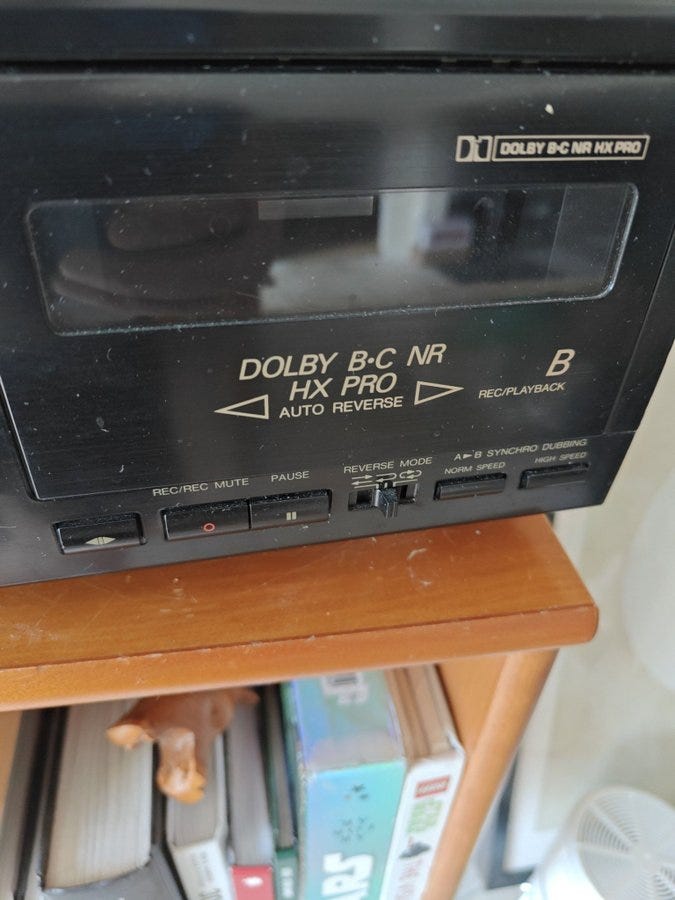 DOLBY B·C NR HX PRO
DOLBY B·C NR
HX PRO
AUTO REVERSE
B
REC/PLAYBACK
A►B SYNCHRO DUBBING
REC/REC MUTE
PAUSE
REVERSE MODE
NORM SPEED
HIGH SPEED